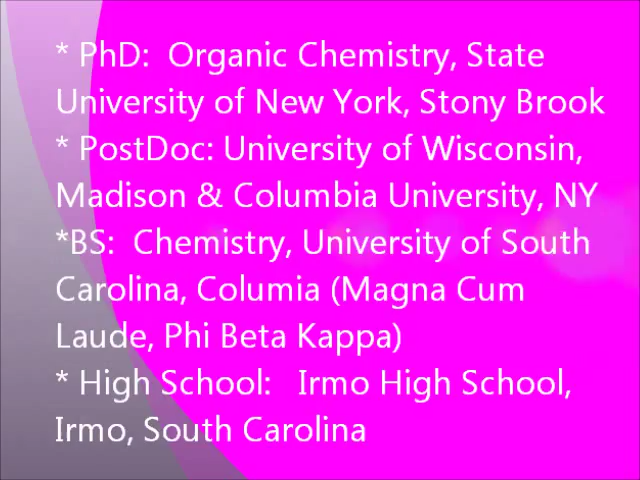 * PhD:  Organic Chemistry, State
University of New York, Stony Brook
* PostDoc: University of Wisconsin,
Madison & Columbia University, NY
*BS:  Chemistry, University of South
Carolina, Columia (Magna Cum
Laude, Phi Beta Kappa)
* High School:   Irmo High School,
Irmo, South Carolina